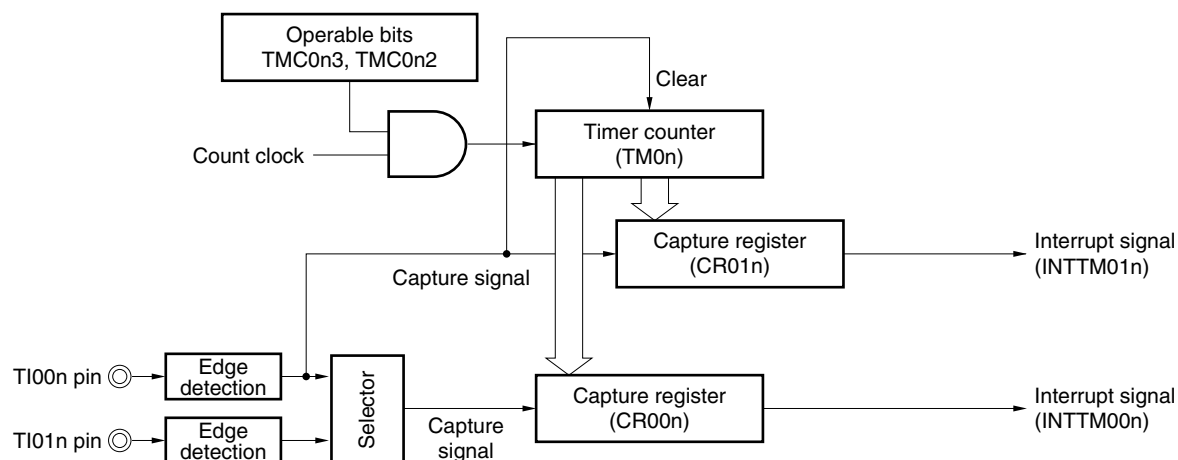 Operable bits
TMC0n3, TMC0n2
Clear
Timer counter
(TM0n)
Count clock
Capture register
(CR01n)
Interrupt signal
(INTTM01n)
Capture signal
TI00n pin
Edge
detection
Selector
Capture register
(CR00n)
Interrupt signal
(INTTM00n)
TI01n pin
Edge
detection
Capture
signal